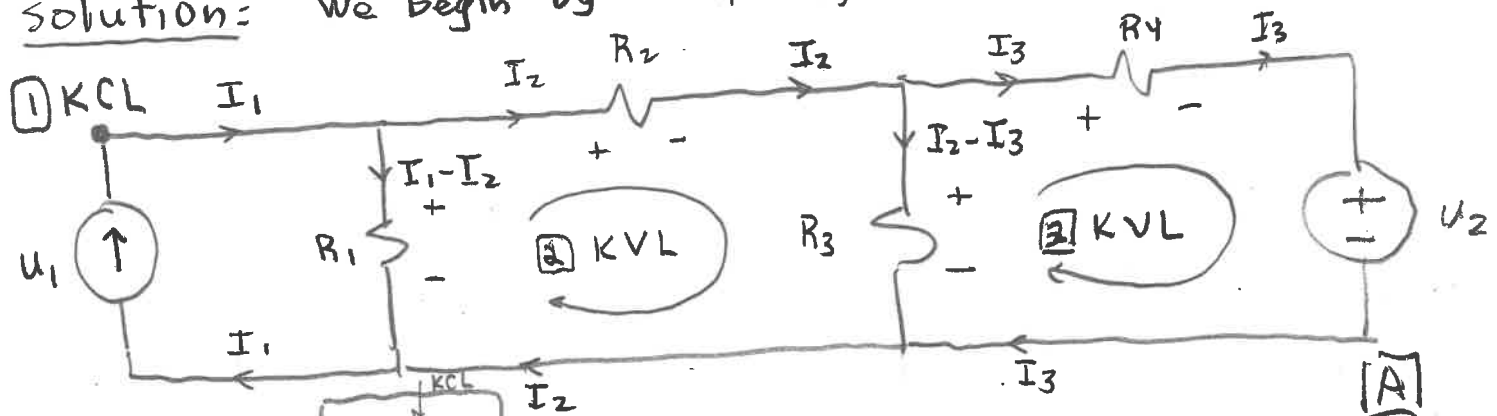 solution: We begin by
R2 R4
I2 I2 I3 I3
1 KCL I1
+ - + -
I1-I2 I2-I3
+ +
u1 R1 2 KVL R3 3 KVL + u2
- - -
I1 KCL I2 I3
A